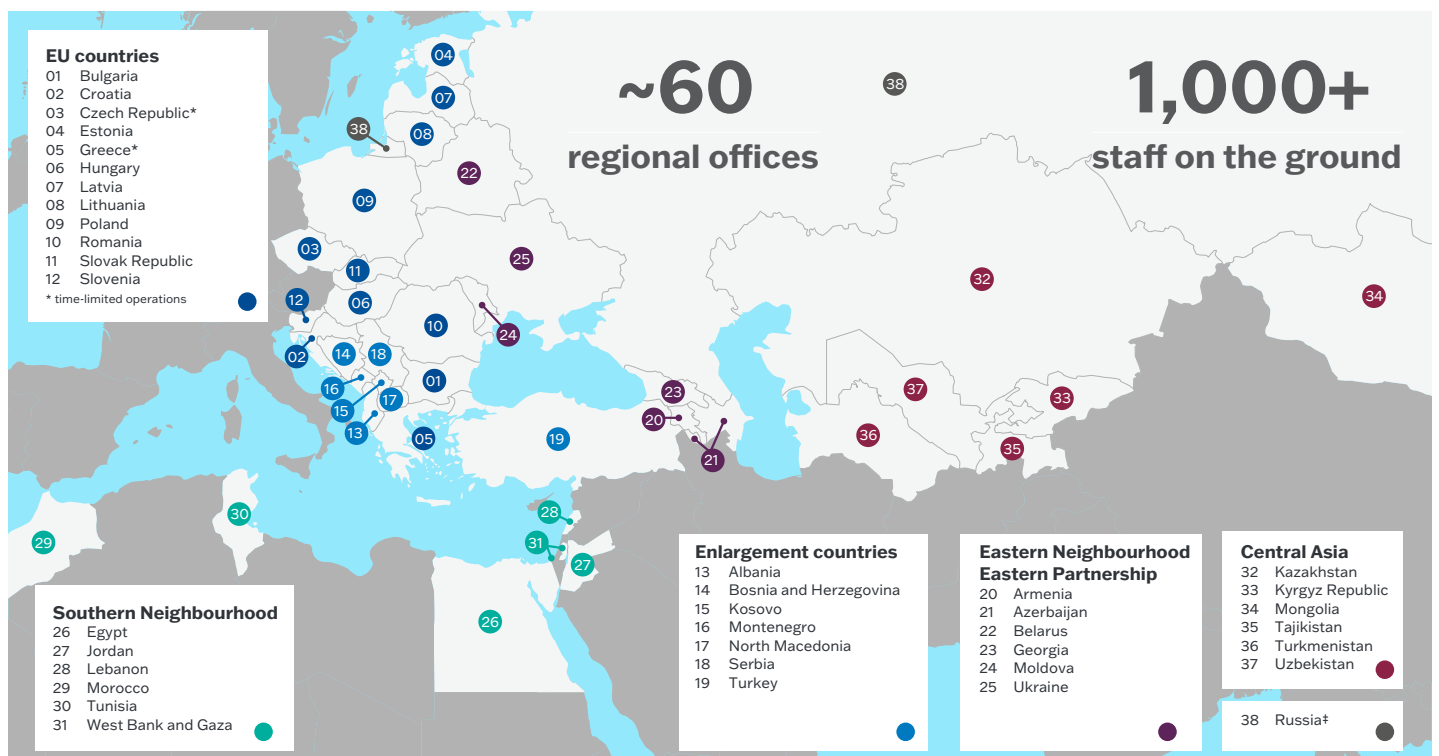 EU countries
01 Bulgaria
02 Croatia
03 Czech Republic*
04 Estonia
05 Greece*
06 Hungary
07 Latvia
08 Lithuania
09 Poland
10 Romania
11 Slovak Republic
12 Slovenia
* time-limited operations
~60
regional offices
1,000+
staff on the ground
04
38
07
38
08
22
09
03
25
11
32
12
06
34
10
24
02
14
18
01
16
23
37
15
17
33
20
13
05
19
36
35
21
28
30
29
31
27
26
Southern Neighbourhood
26 Egypt
27 Jordan
28 Lebanon
29 Morocco
30 Tunisia
31 West Bank and Gaza
Enlargement countries
13 Albania
14 Bosnia and Herzegovina
15 Kosovo
16 Montenegro
17 North Macedonia
18 Serbia
19 Turkey
Eastern Neighbourhood
Eastern Partnership
20 Armenia
21 Azerbaijan
22 Belarus
23 Georgia
24 Moldova
25 Ukraine
Central Asia
32 Kazakhstan
33 Kyrgyz Republic
34 Mongolia
35 Tajikistan
36 Turkmenistan
37 Uzbekistan
38 Russia‡